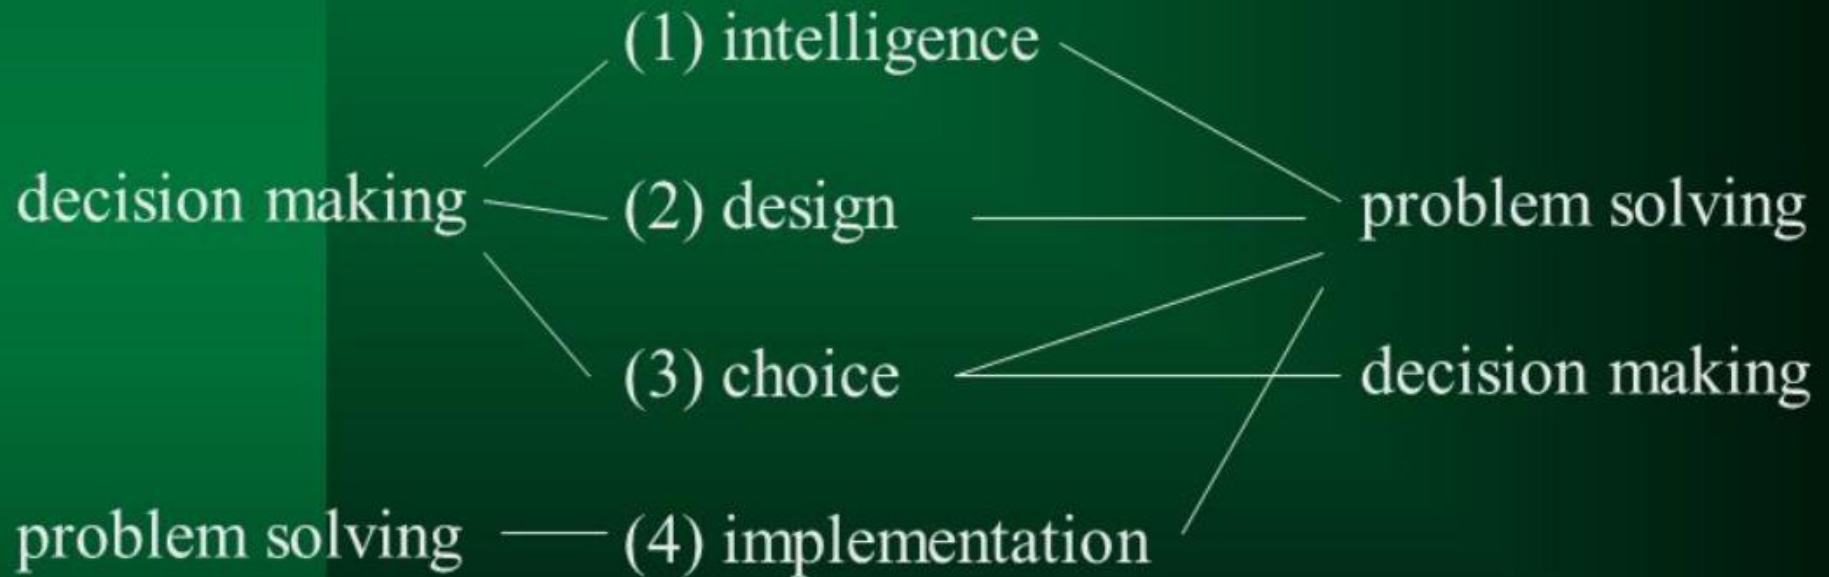 (1) intelligence
decision making
(2) design
problem solving
(3) choice
decision making
problem solving
(4) implementation